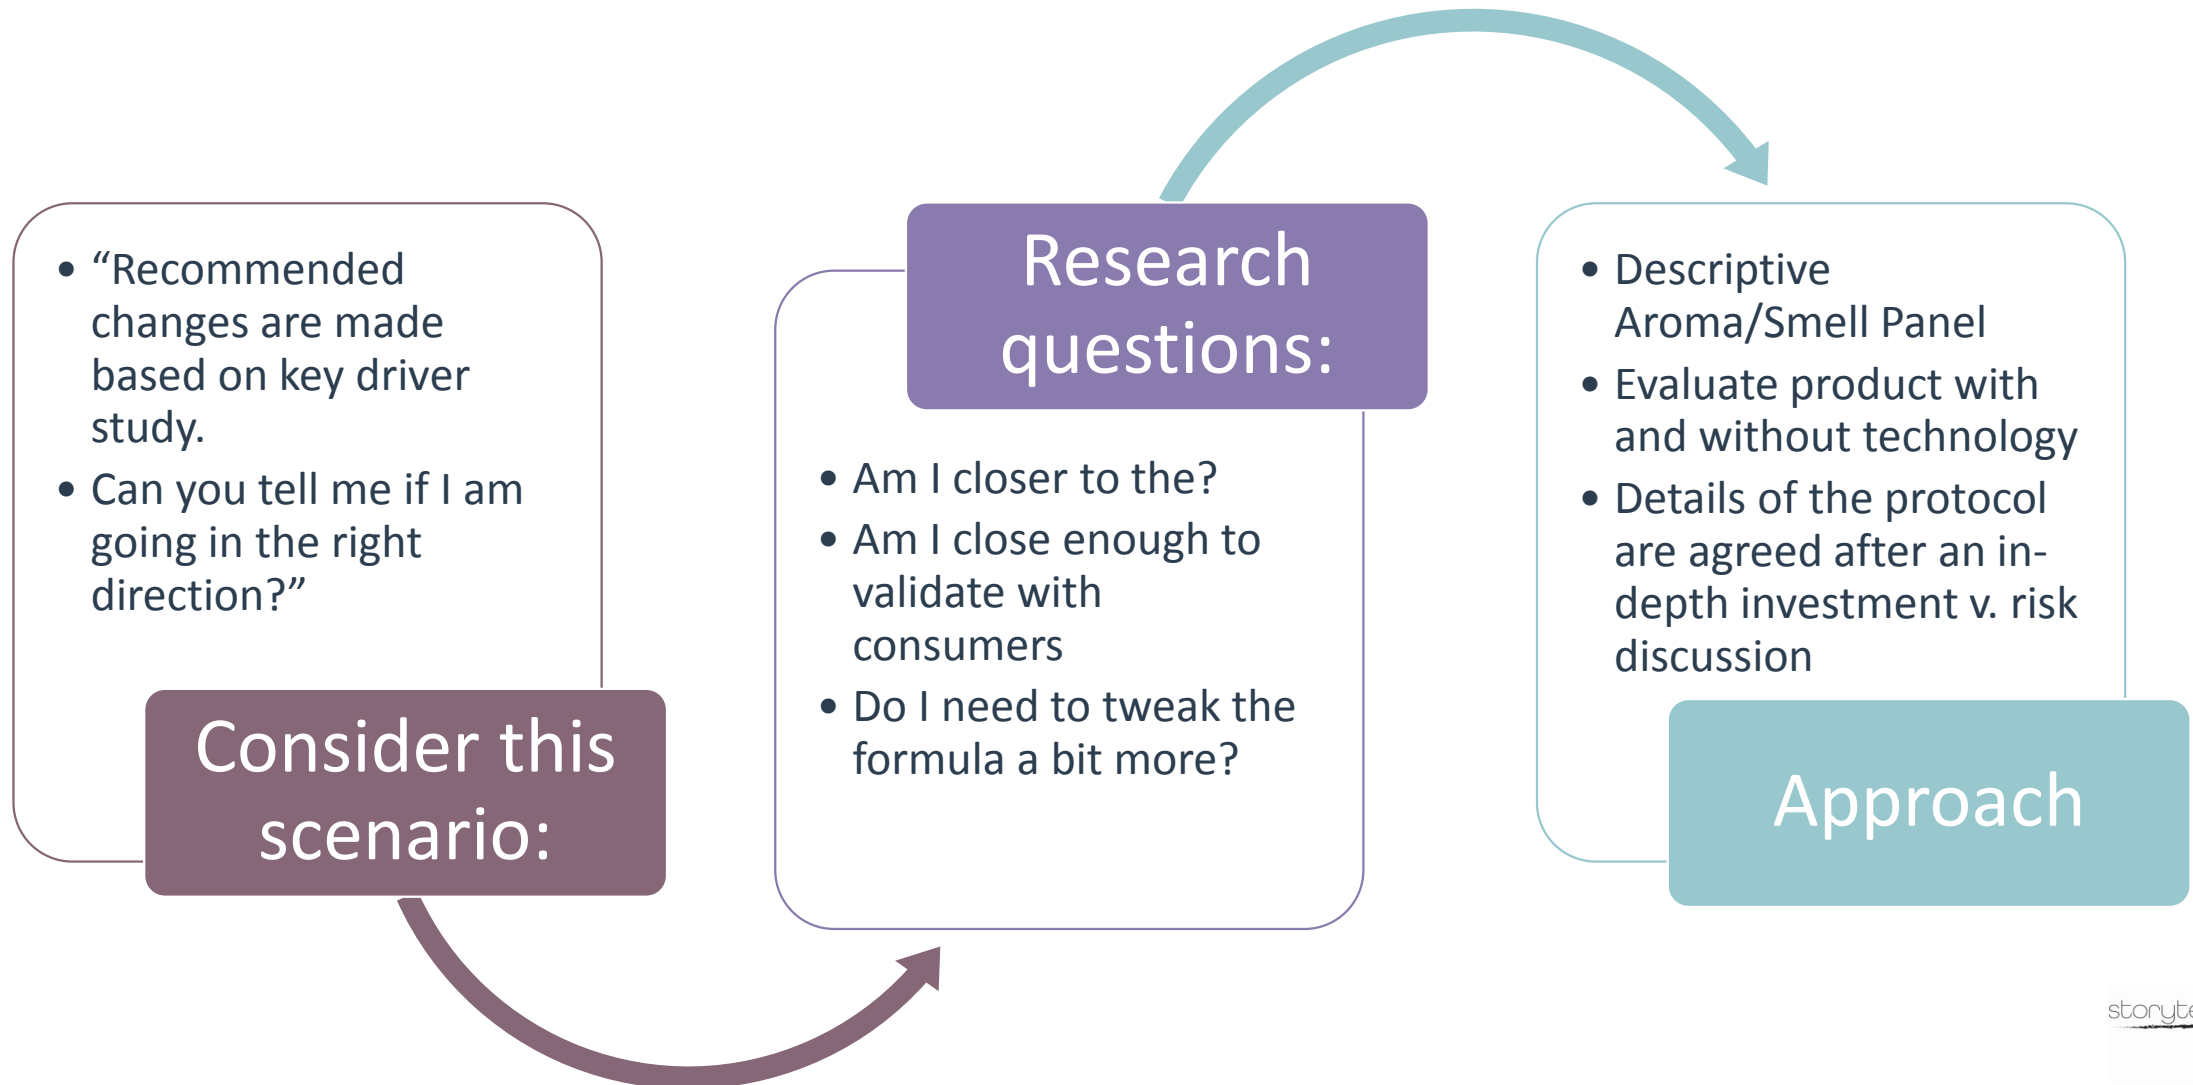 • “Recommended
changes are made
based on key driver
study.
• Can you tell me if I am
going in the right
direction?”
Consider this
scenario:
Research
questions:
• Am I closer to the?
• Am I close enough to
validate with
consumers
• Do I need to tweak the
formula a bit more?
• Descriptive
Aroma/Smell Panel
• Evaluate product with
and without technology
• Details of the protocol
are agreed after an in-
depth investment v. risk
discussion
Approach